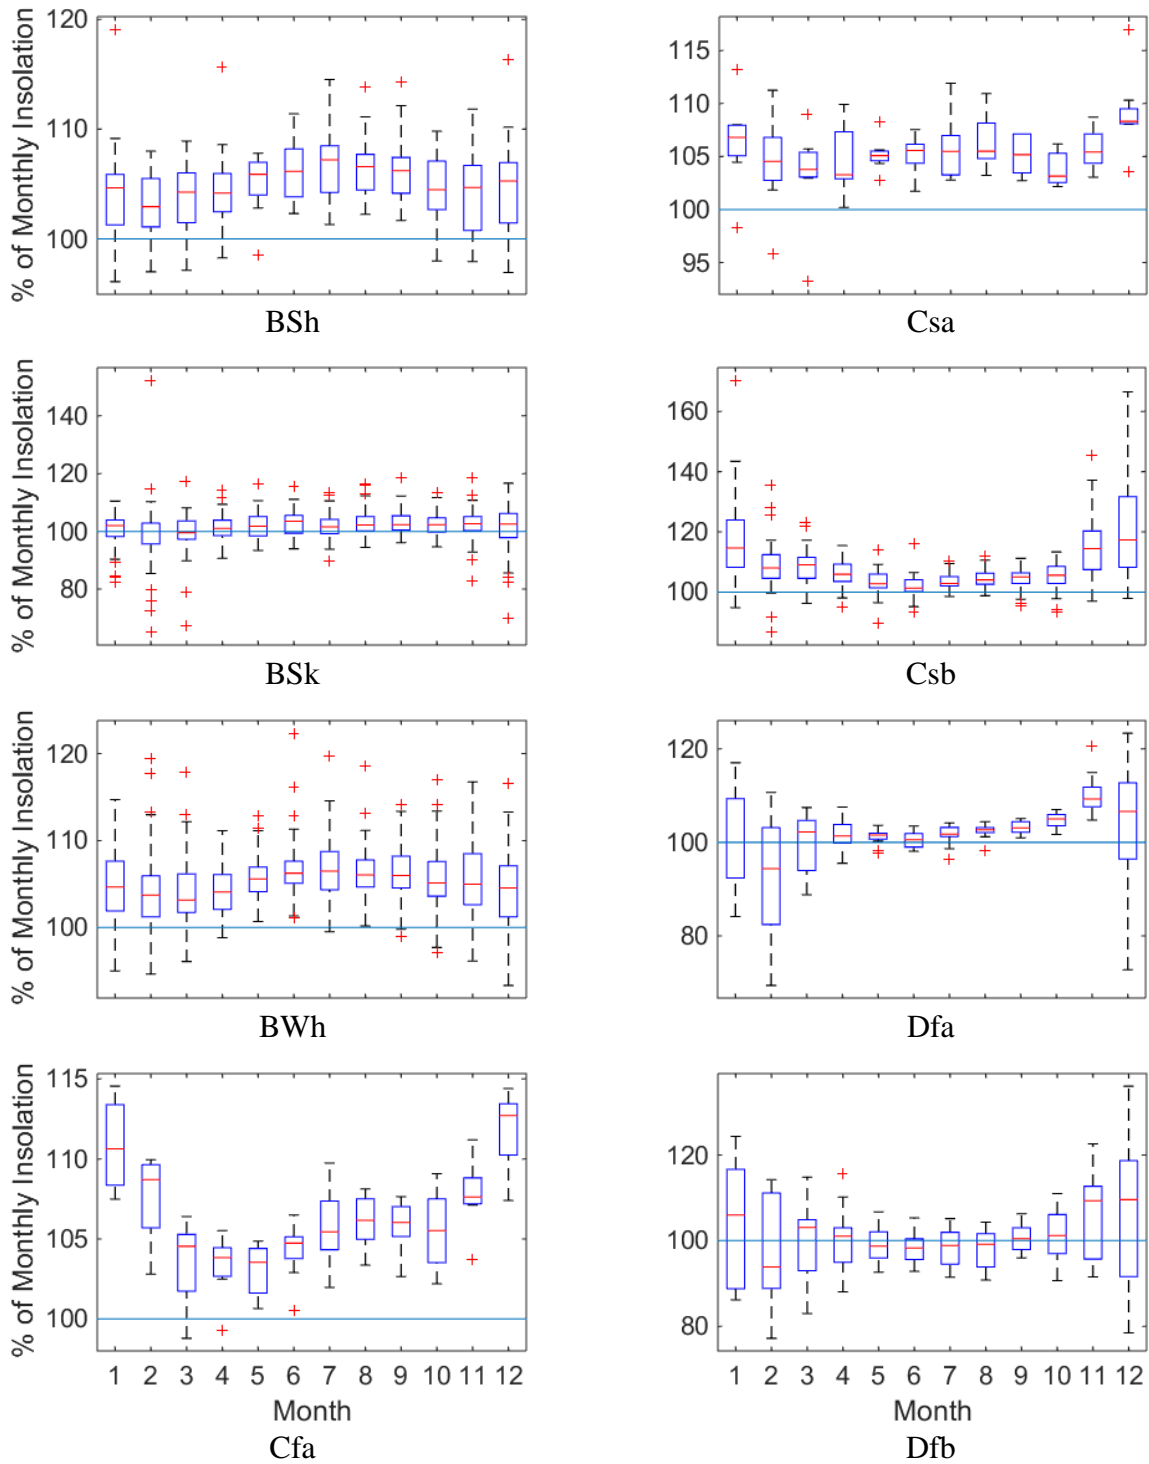 % of Monthly Insolation
120
110
100
BSh
115
110
105
100
95
Csa
% of Monthly Insolation
140
120
100
80
BSk
160
140
120
100
Csb
% of Monthly Insolation
120
110
100
BWh
120
100
80
Dfa
% of Monthly Insolation
115
110
105
100
1 2 3 4 5 6 7 8 9 10 11 12
Month
Cfa
120
100
80
1 2 3 4 5 6 7 8 9 10 11 12
Month
Dfb